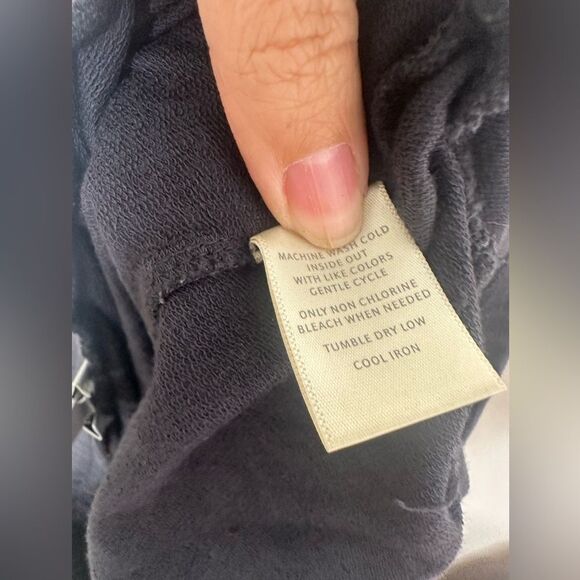 MACHINE WASH COLD
INSIDE OUT
WITH LIKE COLORS
GENTLE CYCLE
ONLY NON CHLORINE
BLEACH WHEN NEEDED
TUMBLE DRY LOW
COOL IRON